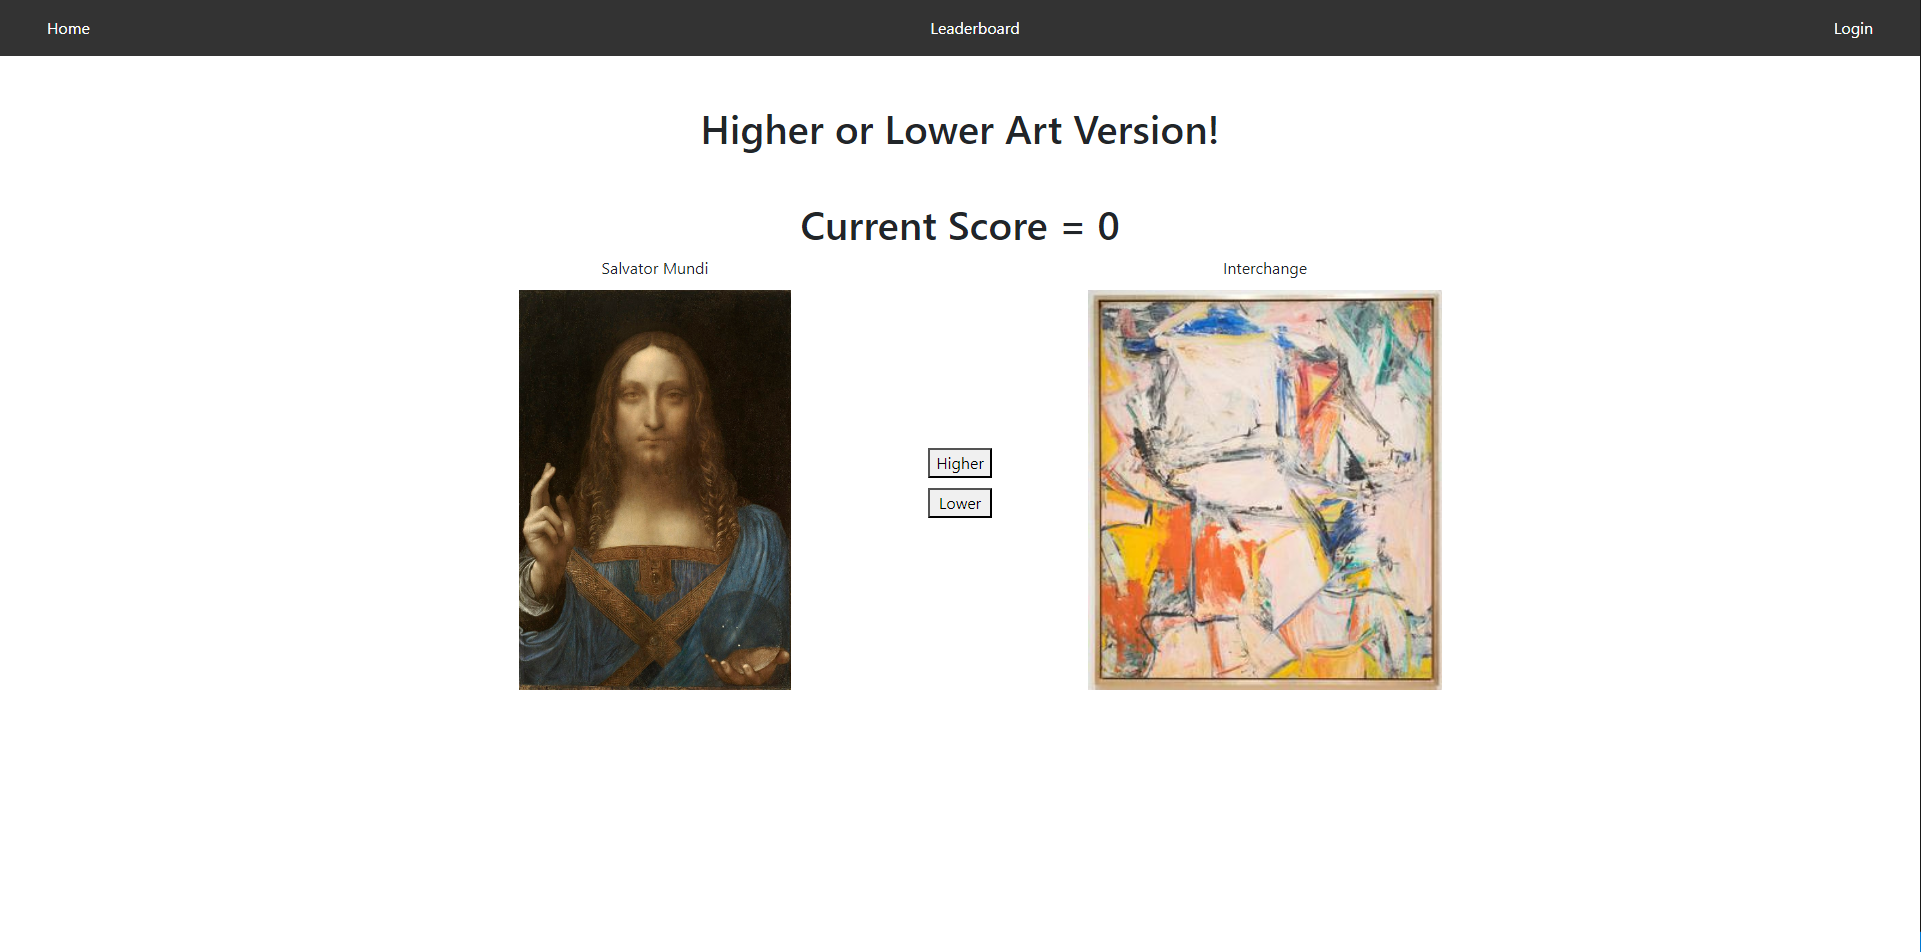 Home Leaderboard Login
Higher or Lower Art Version!
Current Score = 0
Salvator Mundi Interchange
Higher
Lower